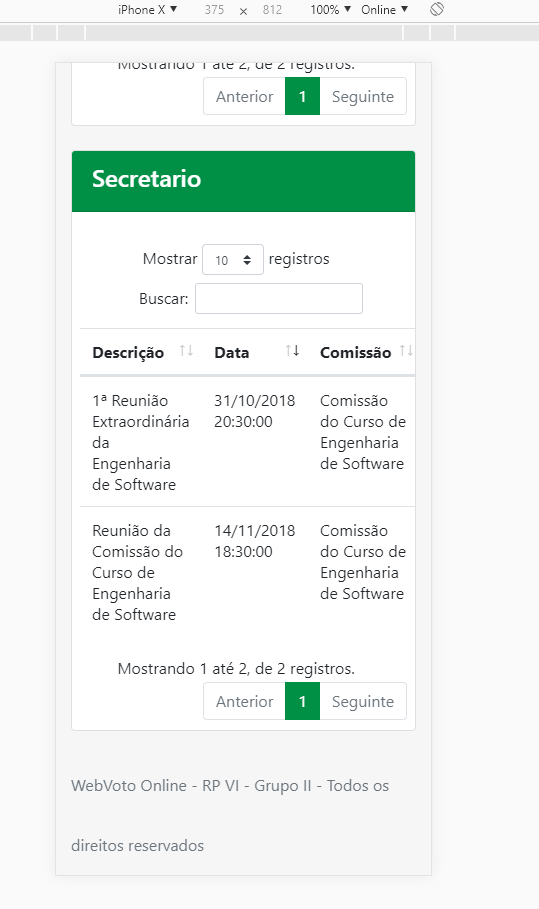 iPhone X ▼ 375 × 812 100% ▼ Online ▼
Mostrando 1 até 2, de 2 registros.
Anterior 1 Seguinte
Secretario
Mostrar 10 registros
Buscar:
Descrição Data Comissão
1ª Reunião 31/10/2018 Comissão
Extraordinária 20:30:00 do Curso de
da Engenharia
Engenharia de Software
de Software
Reunião da 14/11/2018 Comissão
Comissão do 18:30:00 do Curso de
Curso de Engenharia
Engenharia de Software
de Software
Mostrando 1 até 2, de 2 registros.
Anterior 1 Seguinte
WebVoto Online - RP VI - Grupo II - Todos os
direitos reservados